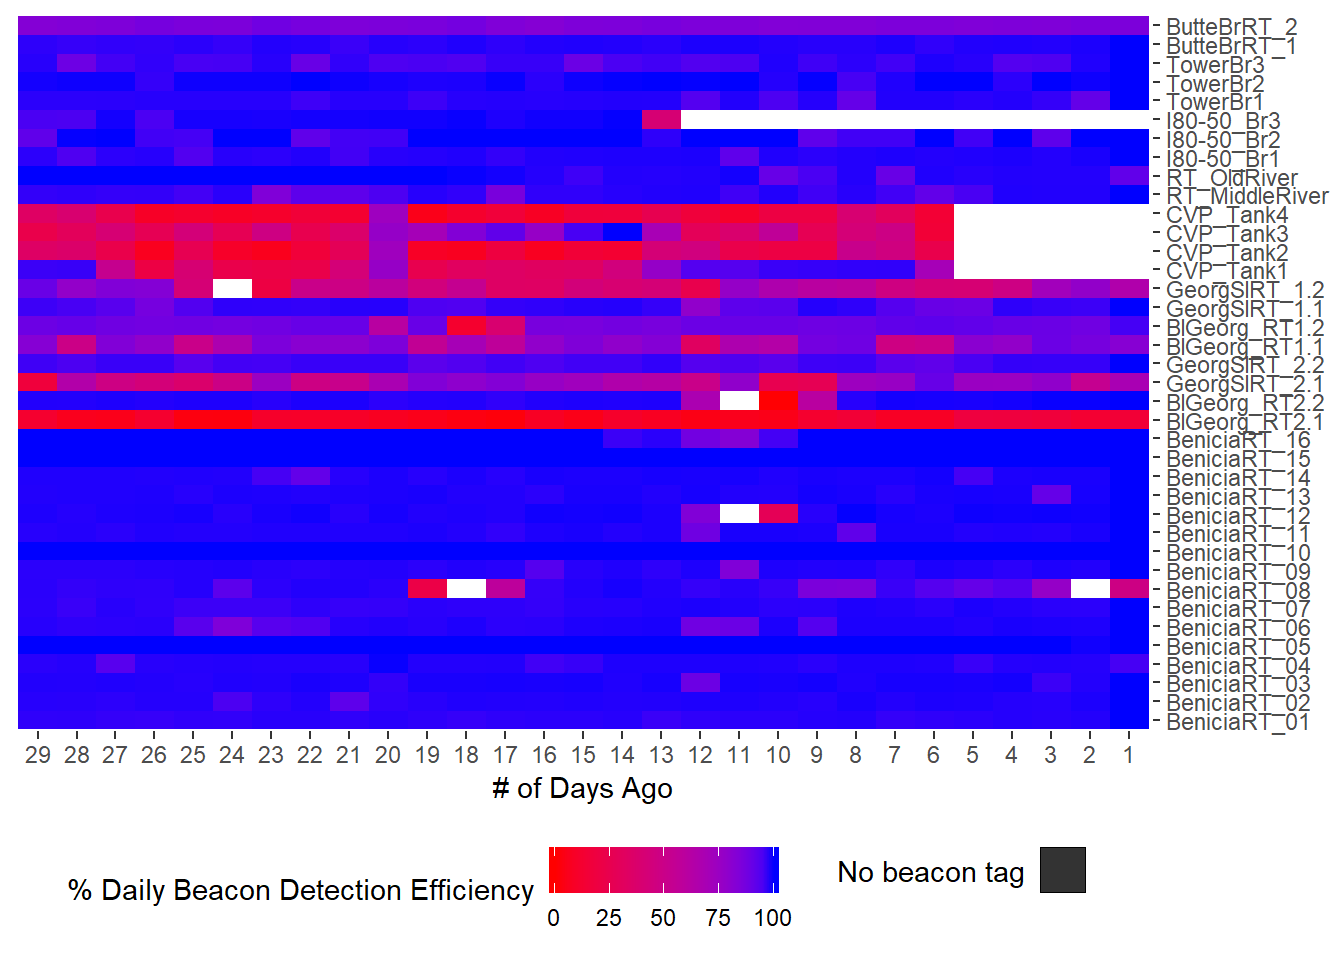 ButteBrRT_2
ButteBrRT_1
TowerBr3
TowerBr2
TowerBr1
I80-50_Br3
I80-50_Br2
I80-50_Br1
RT_OldRiver
RT_MiddleRiver
CVP_Tank4
CVP_Tank3
CVP_Tank2
CVP_Tank1
GeorgSlRT_1.2
GeorgSlRT_1.1
BlGeorg_RT1.2
BlGeorg_RT1.1
GeorgSlRT_2.2
GeorgSlRT_2.1
BlGeorg_RT2.2
BlGeorg_RT2.1
BeniciaRT_16
BeniciaRT_15
BeniciaRT_14
BeniciaRT_13
BeniciaRT_12
BeniciaRT_11
BeniciaRT_10
BeniciaRT_09
BeniciaRT_08
BeniciaRT_07
BeniciaRT_06
BeniciaRT_05
BeniciaRT_04
BeniciaRT_03
BeniciaRT_02
BeniciaRT_01
29 28 27 26 25 24 23 22 21 20 19 18 17 16 15 14 13 12 11 10 9 8 7 6 5 4 3 2 1
# of Days Ago
% Daily Beacon Detection Efficiency
0 25 50 75 100
No beacon tag